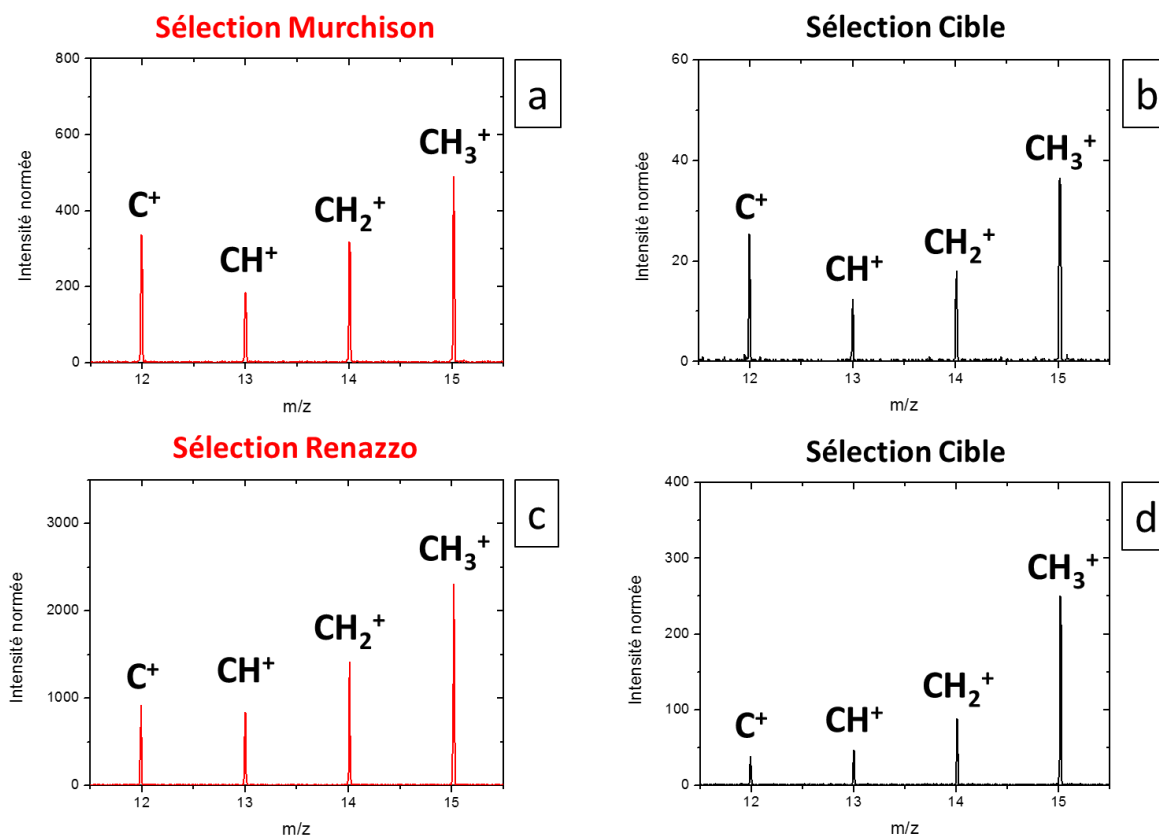 Sélection Murchison
a
Intensité normée
800
600
400
200
0
C⁺
CH⁺
CH₂⁺
CH₃⁺
12
13
14
15
m/z
Sélection Cible
b
Intensité normée
60
40
20
0
C⁺
CH⁺
CH₂⁺
CH₃⁺
12
13
14
15
m/z
Sélection Renazzo
c
Intensité normée
3000
2000
1000
0
C⁺
CH⁺
CH₂⁺
CH₃⁺
12
13
14
15
m/z
Sélection Cible
d
Intensité normée
400
300
200
100
0
C⁺
CH⁺
CH₂⁺
CH₃⁺
12
13
14
15
m/z